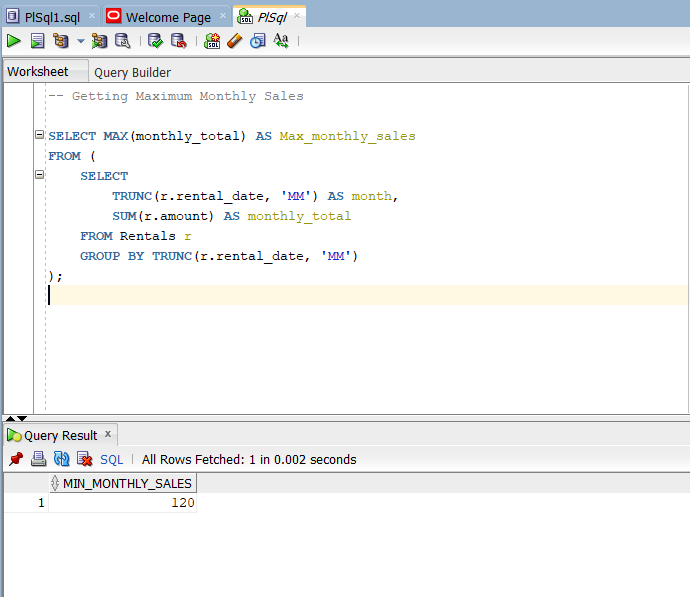 PlSql1.sql Welcome Page PlSql
Worksheet Query Builder
-- Getting Maximum Monthly Sales
SELECT MAX(monthly_total) AS Max_monthly_sales
FROM (
SELECT
TRUNC(r.rental_date, 'MM') AS month,
SUM(r.amount) AS monthly_total
FROM Rentals r
GROUP BY TRUNC(r.rental_date, 'MM')
);
Query Result
SQL All Rows Fetched: 1 in 0.002 seconds
MIN_MONTHLY_SALES
1 120